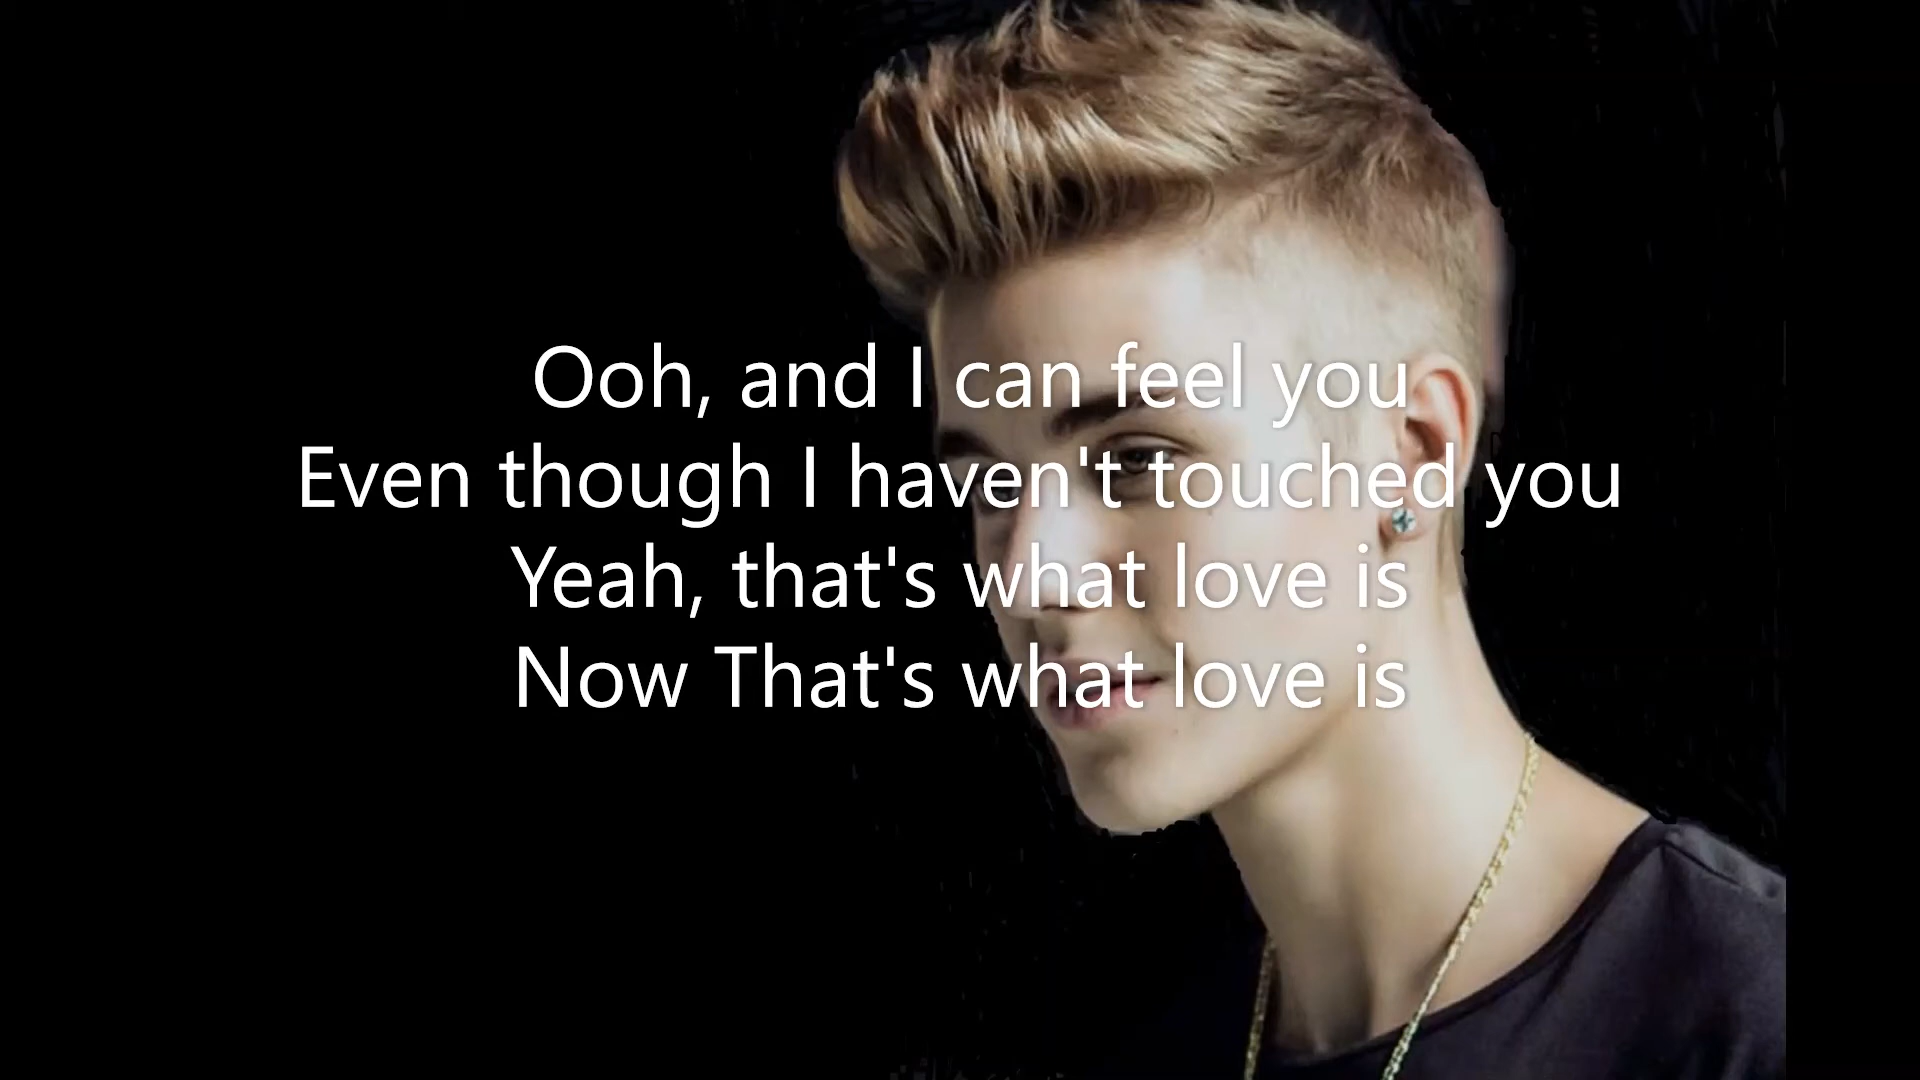 Ooh, and I can feel you
Even though I haven't touched you
Yeah, that's what love is
Now That's what love is